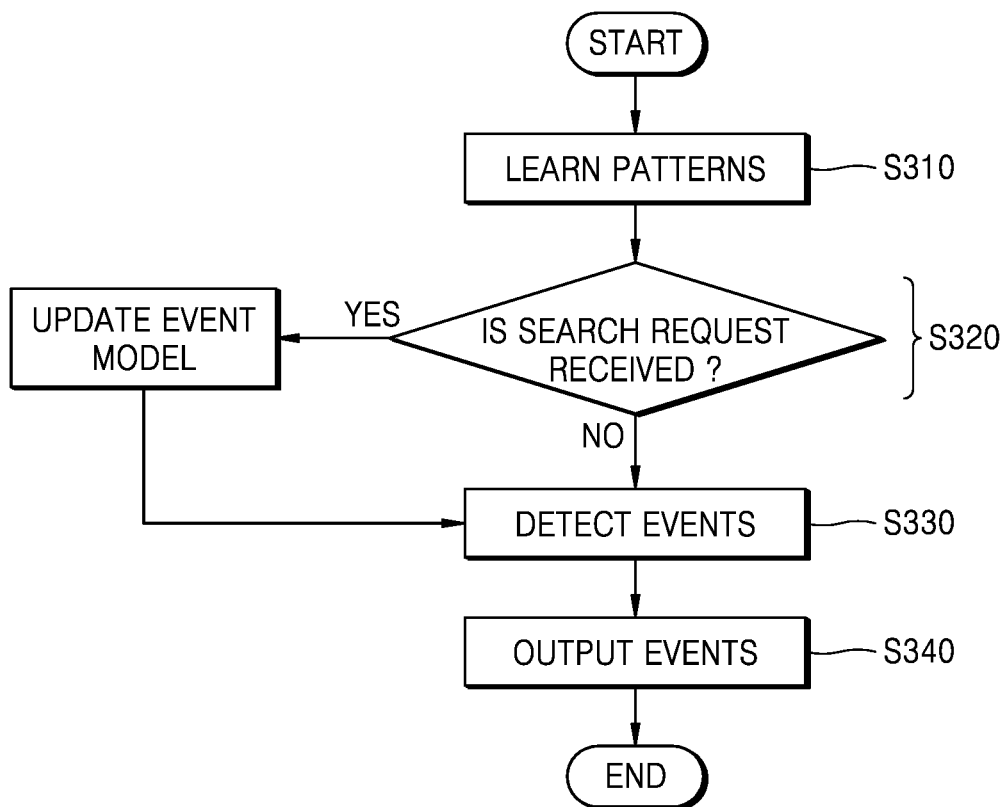 START
LEARN PATTERNS
S310
UPDATE EVENT
MODEL
YES
IS SEARCH REQUEST
RECEIVED ?
S320
NO
DETECT EVENTS
S330
OUTPUT EVENTS
S340
END